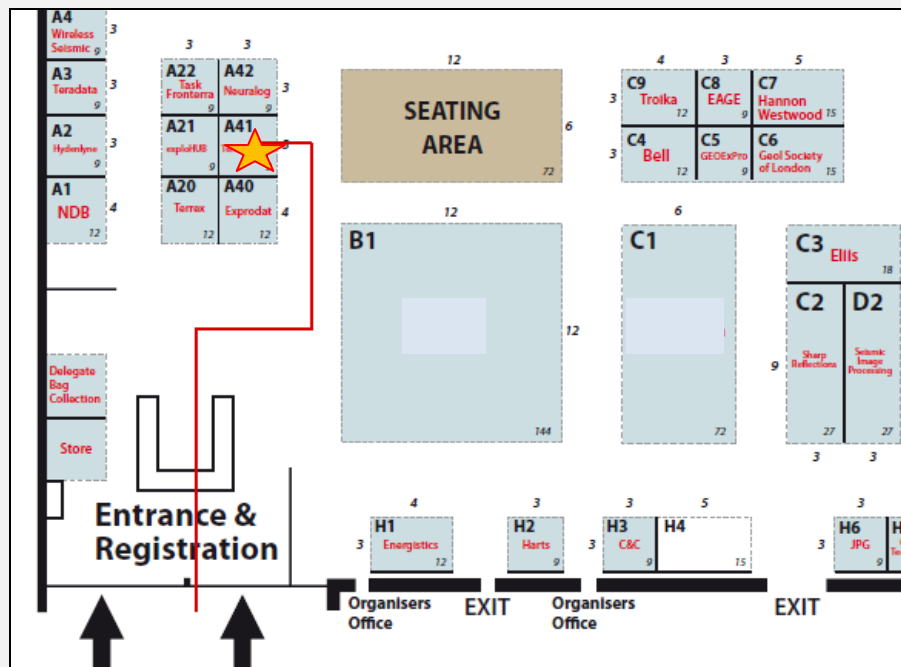 A4
Wireless
Seismic 9
3
A3
Teradata
9
3
A2
Hydenlyne
9
3
A1
NDB
12
4
3
3
A22
Task
Fronterra
9
A42
Neuralog
9
3
A21
exploHUB
9
A41
A20
Terrex
12
A40
Exprodat
12
4
12
SEATING
AREA
72
6
4
3
5
3
C9
Troika
12
C8
EAGE
9
C7
Hannon
Westwood 15
3
C4
Bell
12
C5
GEOExPro
9
C6
Geol Society
of London
15
12
B1
144
12
6
C1
72
C3
Ellis
18
9
C2
Sharp
Reflections
27
3
D2
Seismic
Image
Processing
27
3
Delegate
Bag
Collection
Store
Entrance &
Registration
4
3
H1
Energistics
12
3
H2
Harts
9
3
3
H3
C&C
9
5
H4
15
3
3
H6
JPG
9
Organisers
Office
EXIT
Organisers
Office
EXIT